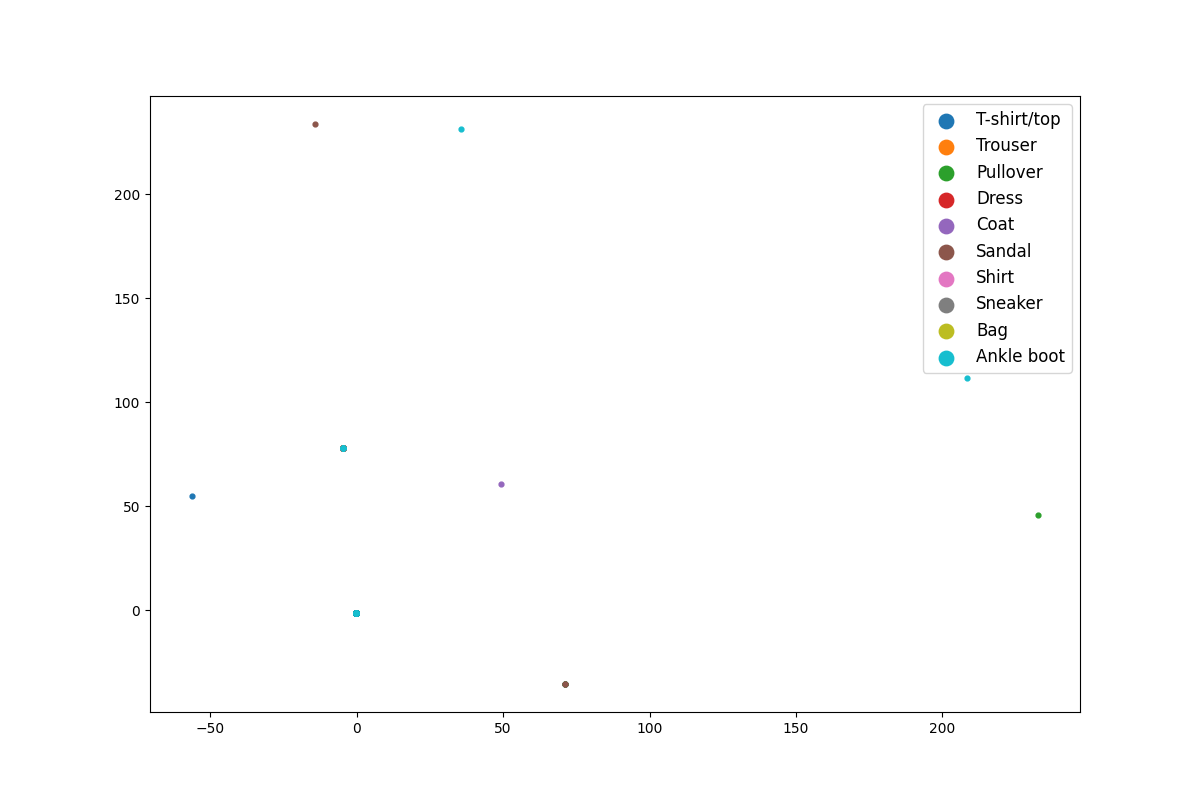 T-shirt/top
Trouser
Pullover
Dress
Coat
Sandal
Shirt
Sneaker
Bag
Ankle boot
200
150
100
50
0
−50 0 50 100 150 200